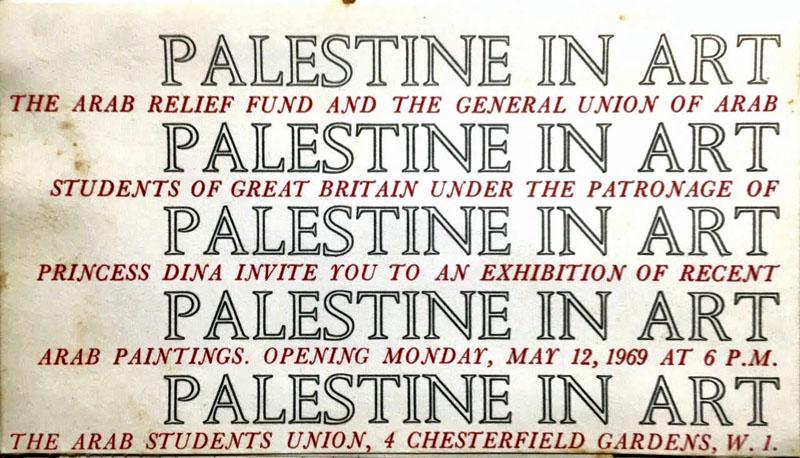 PALESTINE IN ART
THE ARAB RELIEF FUND AND THE GENERAL UNION OF ARAB
PALESTINE IN ART
STUDENTS OF GREAT BRITAIN UNDER THE PATRONAGE OF
PALESTINE IN ART
PRINCESS DINA INVITE YOU TO AN EXHIBITION OF RECENT
PALESTINE IN ART
ARAB PAINTINGS. OPENING MONDAY, MAY 12, 1969 AT 6 P.M.
PALESTINE IN ART
THE ARAB STUDENTS UNION, 4 CHESTERFIELD GARDENS, W. 1.